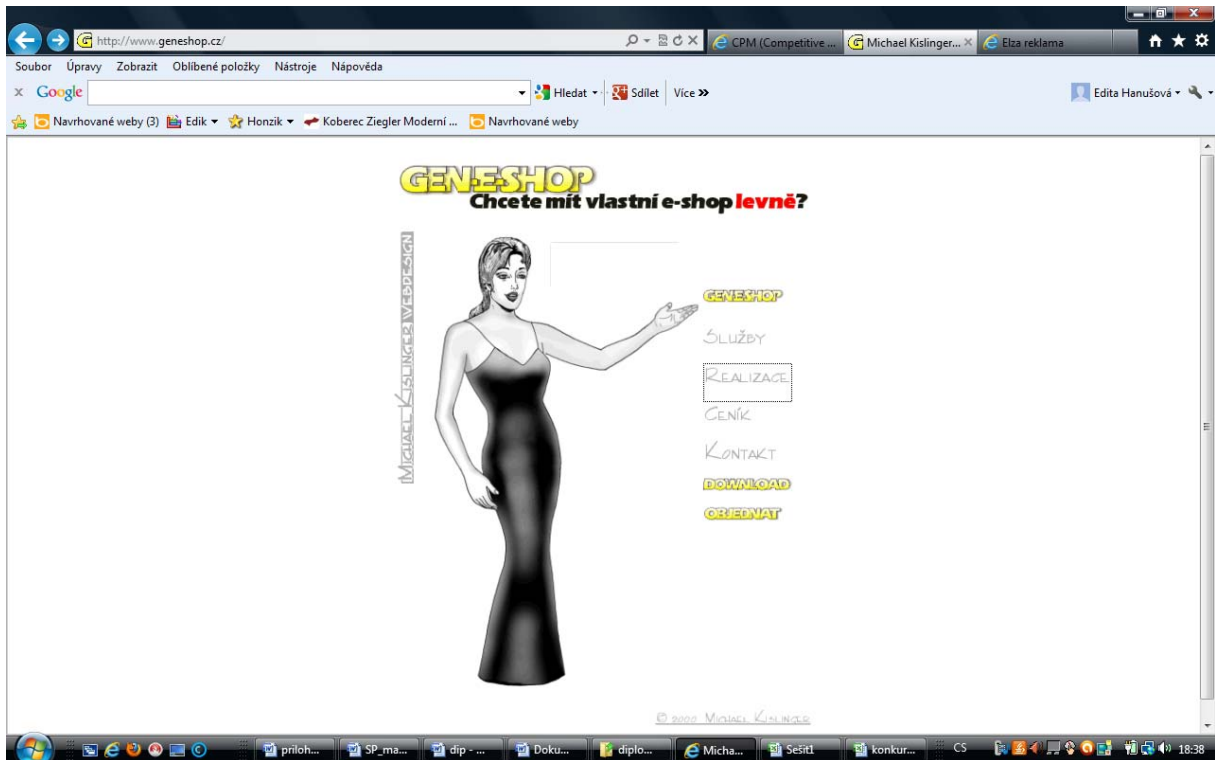 http://www.geneshop.cz/
CPM (Competitive ...
Michael Kislinger...
Elza reklama
Soubor Úpravy Zobrazit Oblíbené položky Nástroje Nápověda
x Google Hledat Sdílet Více » Edita Hanušová
Navrhované weby (3) Edik Honzik Koberec Ziegler Moderní ... Navrhované weby
GEN-E-SHOP
Chcete mít vlastní e-shop levně?
MICHAEL KISLINGER WEBDESIGN
GENESHOP
SLUŽBY
REALIZACE
CENÍK
KONTAKT
DOWNLOAD
OBJEDNAT
© 2000 MICHAEL KISLINGER
priloh... SP_ma... dip - ... Doku... diplo... Micha... Sešit1 konkur... CS 18:38